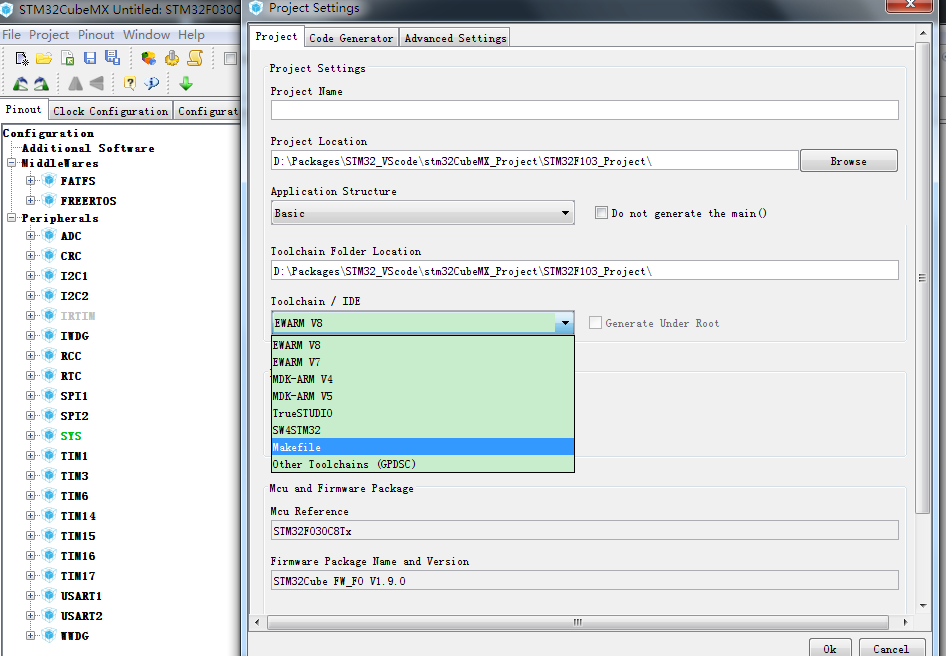 STM32CubeMX Untitled: STM32F030C
File Project Pinout Window Help
Pinout
Clock Configuration
Configurat
Configuration
Additional Software
MiddleWares
FATFS
FREERTOS
Peripherals
ADC
CRC
I2C1
I2C2
IRTIM
IWDG
RCC
RTC
SPI1
SPI2
SYS
TIM1
TIM3
TIM6
TIM14
TIM15
TIM16
TIM17
USART1
USART2
WWDG
Project Settings
Project
Code Generator
Advanced Settings
Project Settings
Project Name
Project Location
D:\Packages\STM32_VScode\stm32CubeMX_Project\STM32F103_Project\
Browse
Application Structure
Basic
Do not generate the main()
Toolchain Folder Location
D:\Packages\STM32_VScode\stm32CubeMX_Project\STM32F103_Project\
Toolchain / IDE
EWARM V8
Generate Under Root
EWARM V8
EWARM V7
MDK-ARM V4
MDK-ARM V5
TrueSTUDIO
SW4STM32
Makefile
Other Toolchains (GPDSC)
Mcu and Firmware Package
Mcu Reference
STM32F030C8Tx
Firmware Package Name and Version
STM32Cube FW_F0 V1.9.0
Ok
Cancel